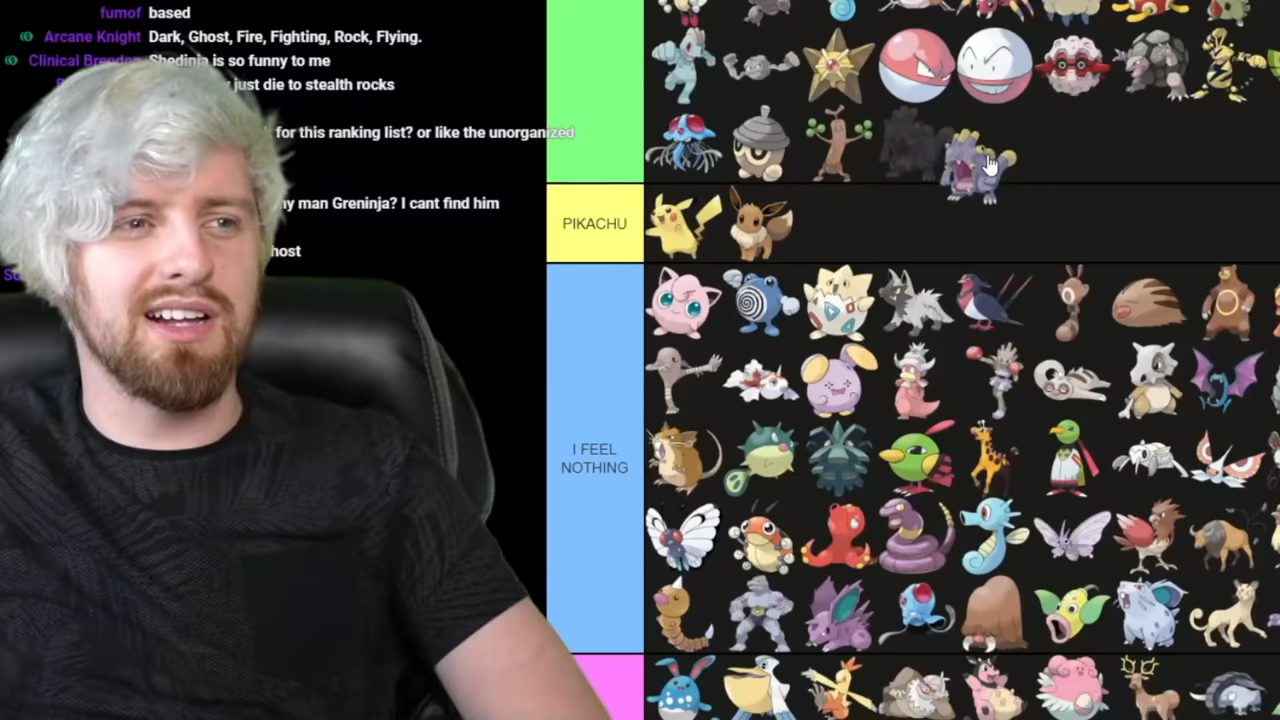 fumof based
Arcane Knight Dark, Ghost, Fire, Fighting, Rock, Flying.
Clinical Brendan Shedinja is so funny to me
just die to stealth rocks
for this ranking list? or like the unorganized
my man Greninja? I cant find him
host
PIKACHU
I FEEL
NOTHING